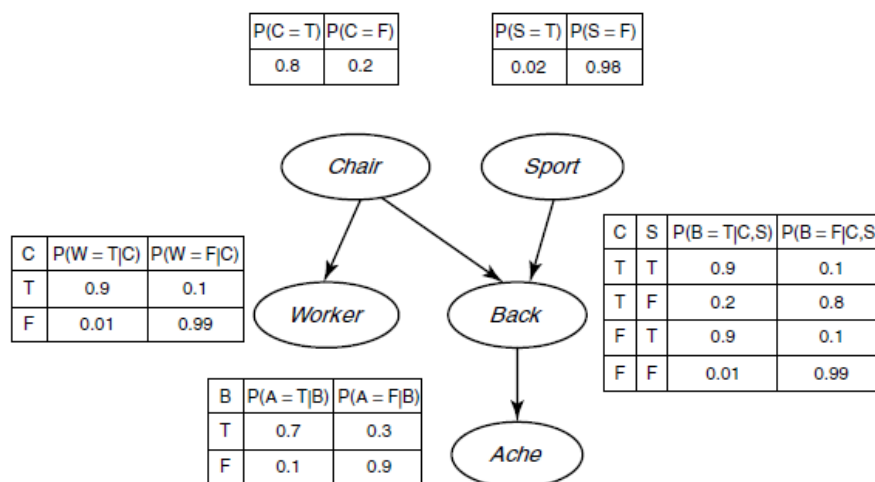 P(C = T) P(C = F)
0.8 0.2
P(S = T) P(S = F)
0.02 0.98
Chair
Sport
C P(W = T|C) P(W = F|C)
T 0.9 0.1
F 0.01 0.99
C S P(B = T|C,S) P(B = F|C,S
T T 0.9 0.1
T F 0.2 0.8
F T 0.9 0.1
F F 0.01 0.99
Worker
Back
B P(A = T|B) P(A = F|B)
T 0.7 0.3
F 0.1 0.9
Ache